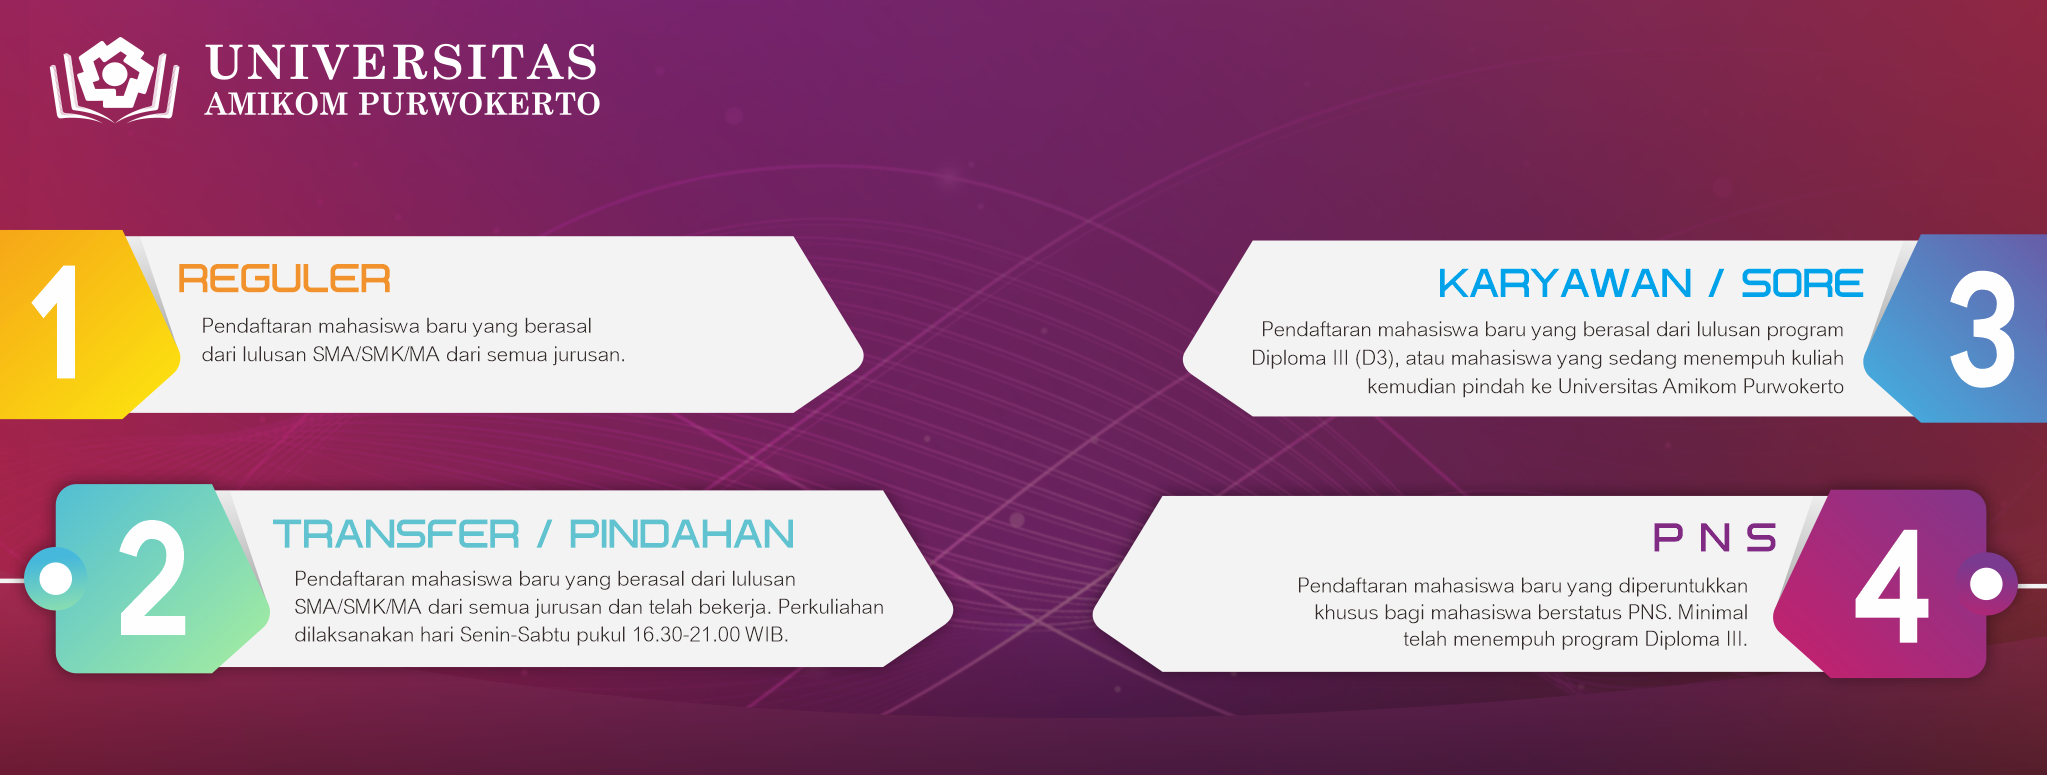 UNIVERSITAS
AMIKOM PURWOKERTO
1
REGULER
Pendaftaran mahasiswa baru yang berasal
dari lulusan SMA/SMK/MA dari semua jurusan.
2
TRANSFER / PINDAHAN
Pendaftaran mahasiswa baru yang berasal dari lulusan
SMA/SMK/MA dari semua jurusan dan telah bekerja. Perkuliahan
dilaksanakan hari Senin-Sabtu pukul 16.30-21.00 WIB.
3
KARYAWAN / SORE
Pendaftaran mahasiswa baru yang berasal dari lulusan program
Diploma III (D3), atau mahasiswa yang sedang menempuh kuliah
kemudian pindah ke Universitas Amikom Purwokerto
4
PNS
Pendaftaran mahasiswa baru yang diperuntukkan
khusus bagi mahasiswa berstatus PNS. Minimal
telah menempuh program Diploma III.